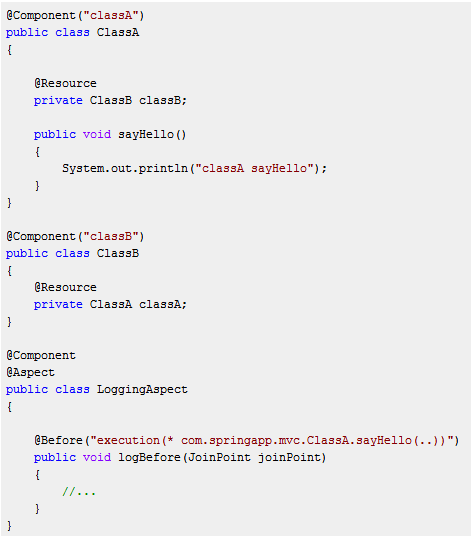 @Component("classA")
public class ClassA
{
@Resource
private ClassB classB;
public void sayHello()
{
System.out.println("classA sayHello");
}
}
@Component("classB")
public class ClassB
{
@Resource
private ClassA classA;
}
@Component
@Aspect
public class LoggingAspect
{
@Before("execution(* com.springapp.mvc.ClassA.sayHello(..))")
public void logBefore(JoinPoint joinPoint)
{
//...
}
}